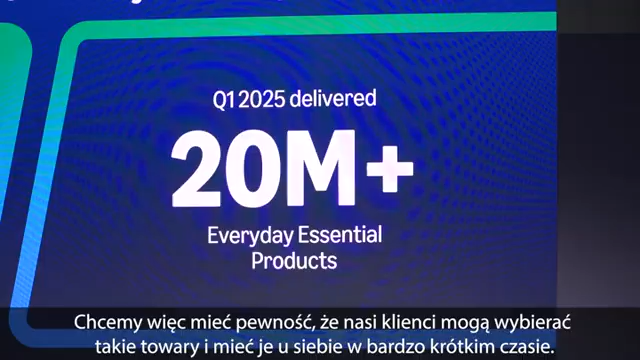 Q1 2025 delivered
20M+
Everyday Essential
Products
Chcemy więc mieć pewność, że nasi klienci mogą wybierać
takie towary i mieć je u siebie w bardzo krótkim czasie.